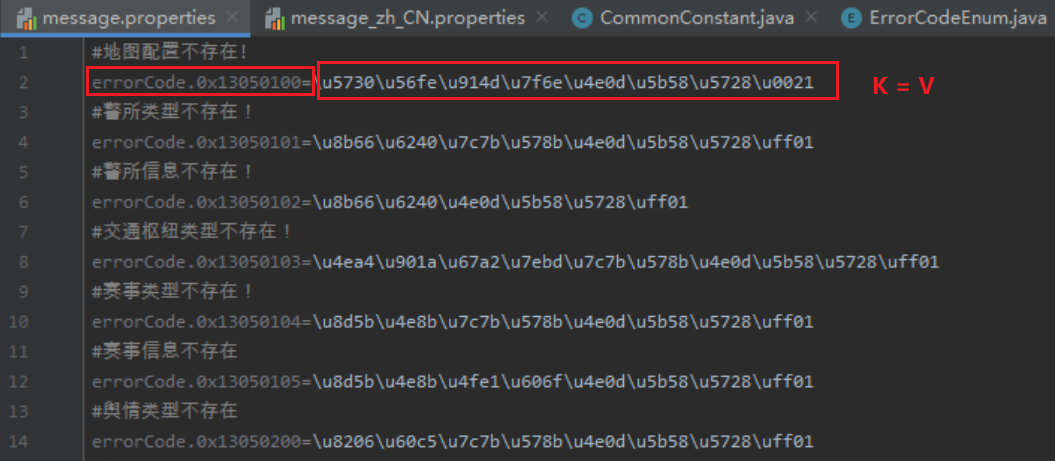 message.properties × message_zh_CN.properties × C CommonConstant.java × E ErrorCodeEnum.java
1 #地图配置不存在!
2 errorCode.0x13050100=\u5730\u56fe\u914d\u7f6e\u4e0d\u5b58\u5728\u0021 K = V
3 #警所类型不存在！
4 errorCode.0x13050101=\u8b66\u6240\u7c7b\u578b\u4e0d\u5b58\u5728\uff01
5 #警所信息不存在！
6 errorCode.0x13050102=\u8b66\u6240\u4e0d\u5b58\u5728\uff01
7 #交通枢纽类型不存在！
8 errorCode.0x13050103=\u4ea4\u901a\u67a2\u7ebd\u7c7b\u578b\u4e0d\u5b58\u5728\uff01
9 #赛事类型不存在！
10 errorCode.0x13050104=\u8d5b\u4e8b\u7c7b\u578b\u4e0d\u5b58\u5728\uff01
11 #赛事信息不存在
12 errorCode.0x13050105=\u8d5b\u4e8b\u4fe1\u606f\u4e0d\u5b58\u5728\uff01
13 #舆情类型不存在
14 errorCode.0x13050200=\u8206\u60c5\u7c7b\u578b\u4e0d\u5b58\u5728\uff01